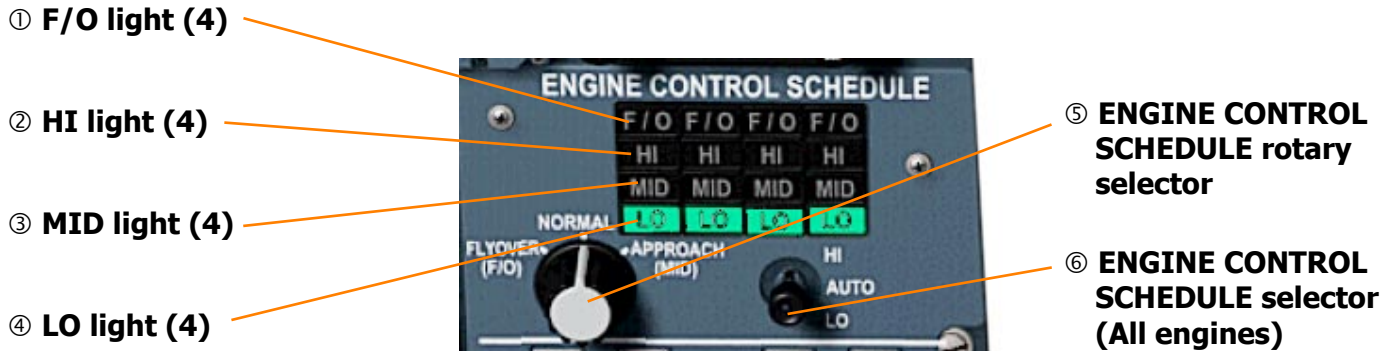 ① F/O light (4)
② HI light (4)
③ MID light (4)
④ LO light (4)
ENGINE CONTROL SCHEDULE
F/O F/O F/O F/O
HI HI HI HI
MID MID MID MID
LO LO LO LO
NORMAL
FLYOVER
(F/O)
APPROACH
(MID)
HI
AUTO
LO
⑤ ENGINE CONTROL
SCHEDULE rotary
selector
⑥ ENGINE CONTROL
SCHEDULE selector
(All engines)